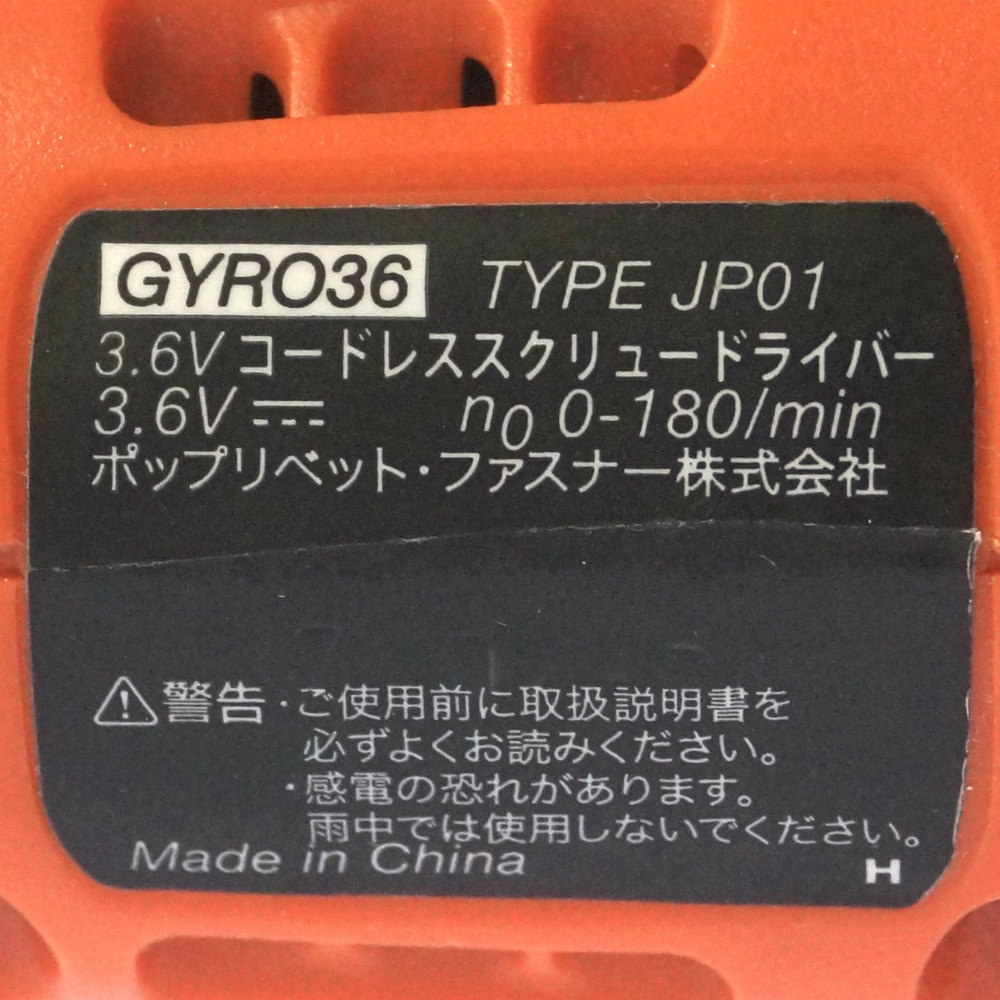 GYRO36 TYPE JP01
3.6V コードレススクリュードライバー
3.6V ⎓ n₀ 0-180/min
ポップリベット・ファスナー株式会社
⚠警告・ご使用前に取扱説明書を
必ずよくお読みください。
・感電の恐れがあります。
雨中では使用しないでください。
Made in China
H